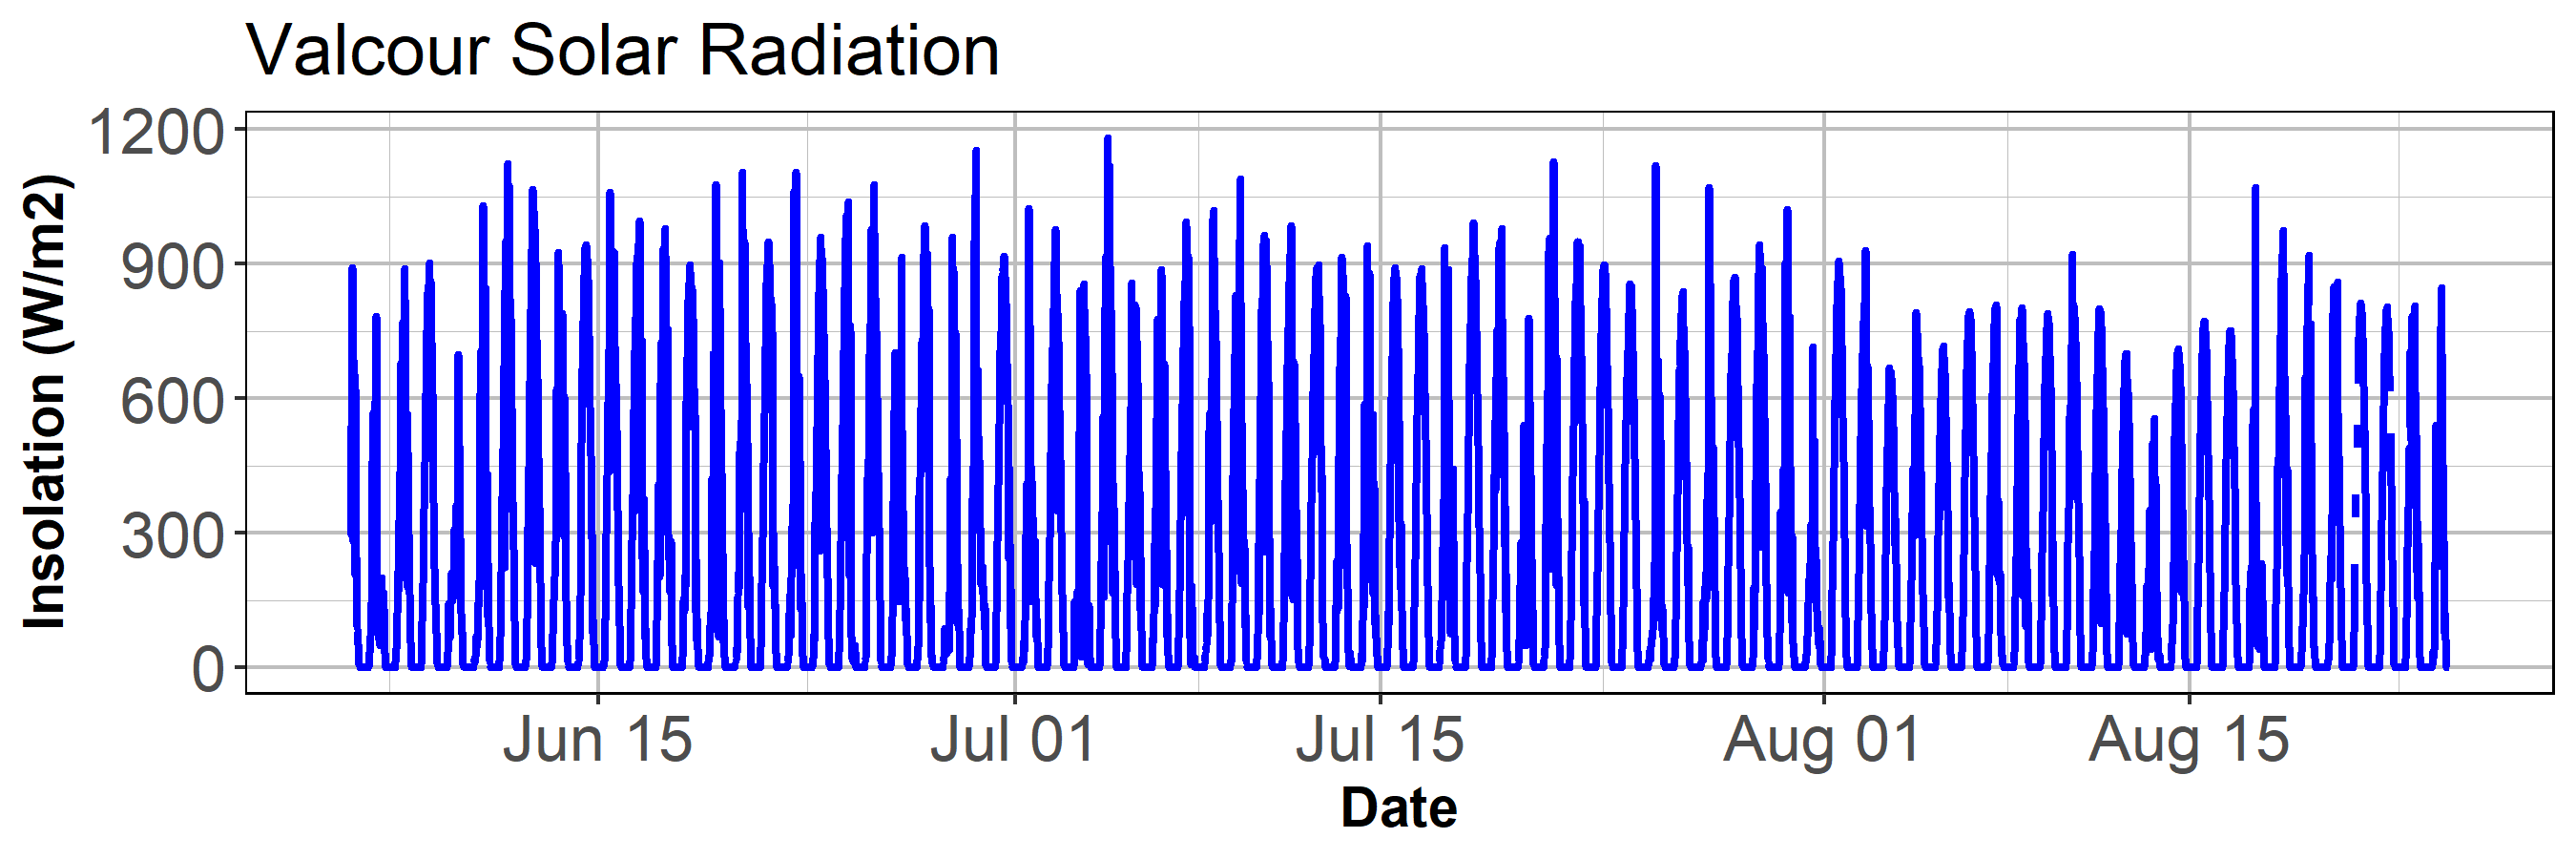 Valcour Solar Radiation
Insolation (W/m2)
1200
900
600
300
0
Jun 15 Jul 01 Jul 15 Aug 01 Aug 15
Date